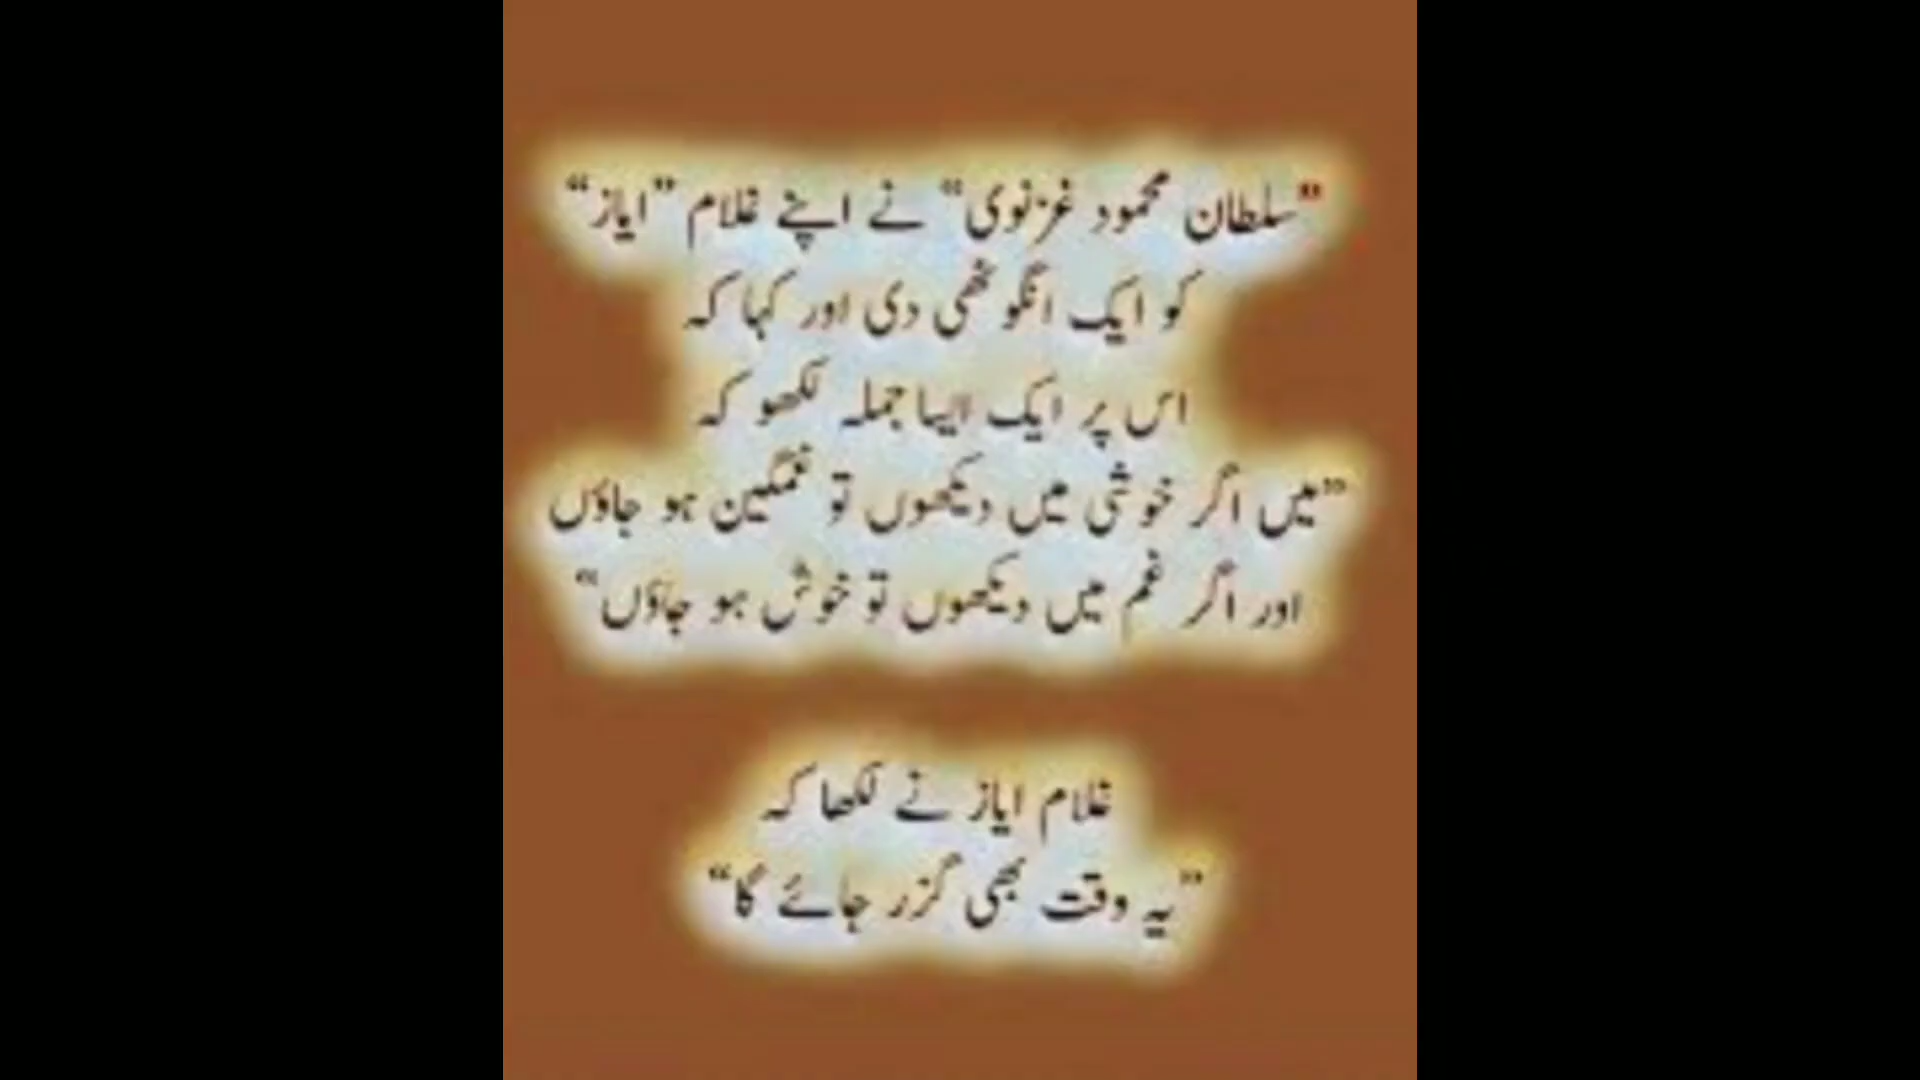 ”سلطان محمود غزنوی“ نے اپنے غلام ”ایاز“
کو ایک انگوٹھی دی اور کہا کہ
اس پر ایک ایسا جملہ لکھو کہ
”میں اگر خوشی میں دیکھوں تو غمگین ہو جاؤں
اور اگر غم میں دیکھوں تو خوش ہو جاؤں“
غلام ایاز نے لکھا کہ
”یہ وقت بھی گزر جائے گا“